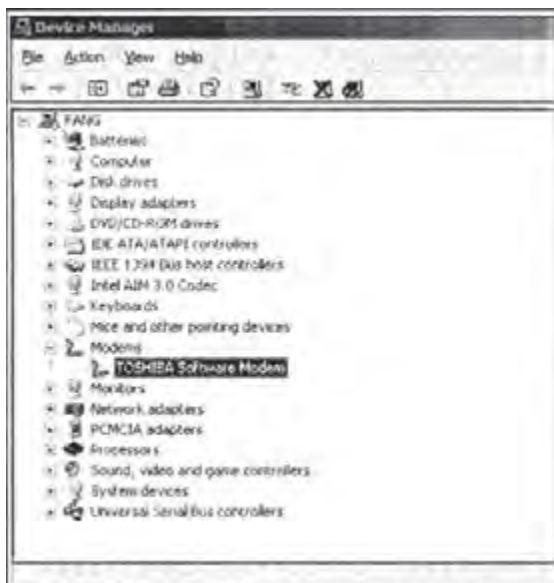 Device Manager
File Action View Help
FANG
Batteries
Computer
Disk drives
Display adapters
DVD/CD-ROM drives
IDE ATA/ATAPI controllers
IEEE 1394 Bus host controllers
Intel AIM 3.0 Codec
Keyboards
Mice and other pointing devices
Modems
TOSHIBA Software Modem
Monitors
Network adapters
PCMCIA adapters
Processors
Sound, video and game controllers
System devices
Universal Serial Bus controllers